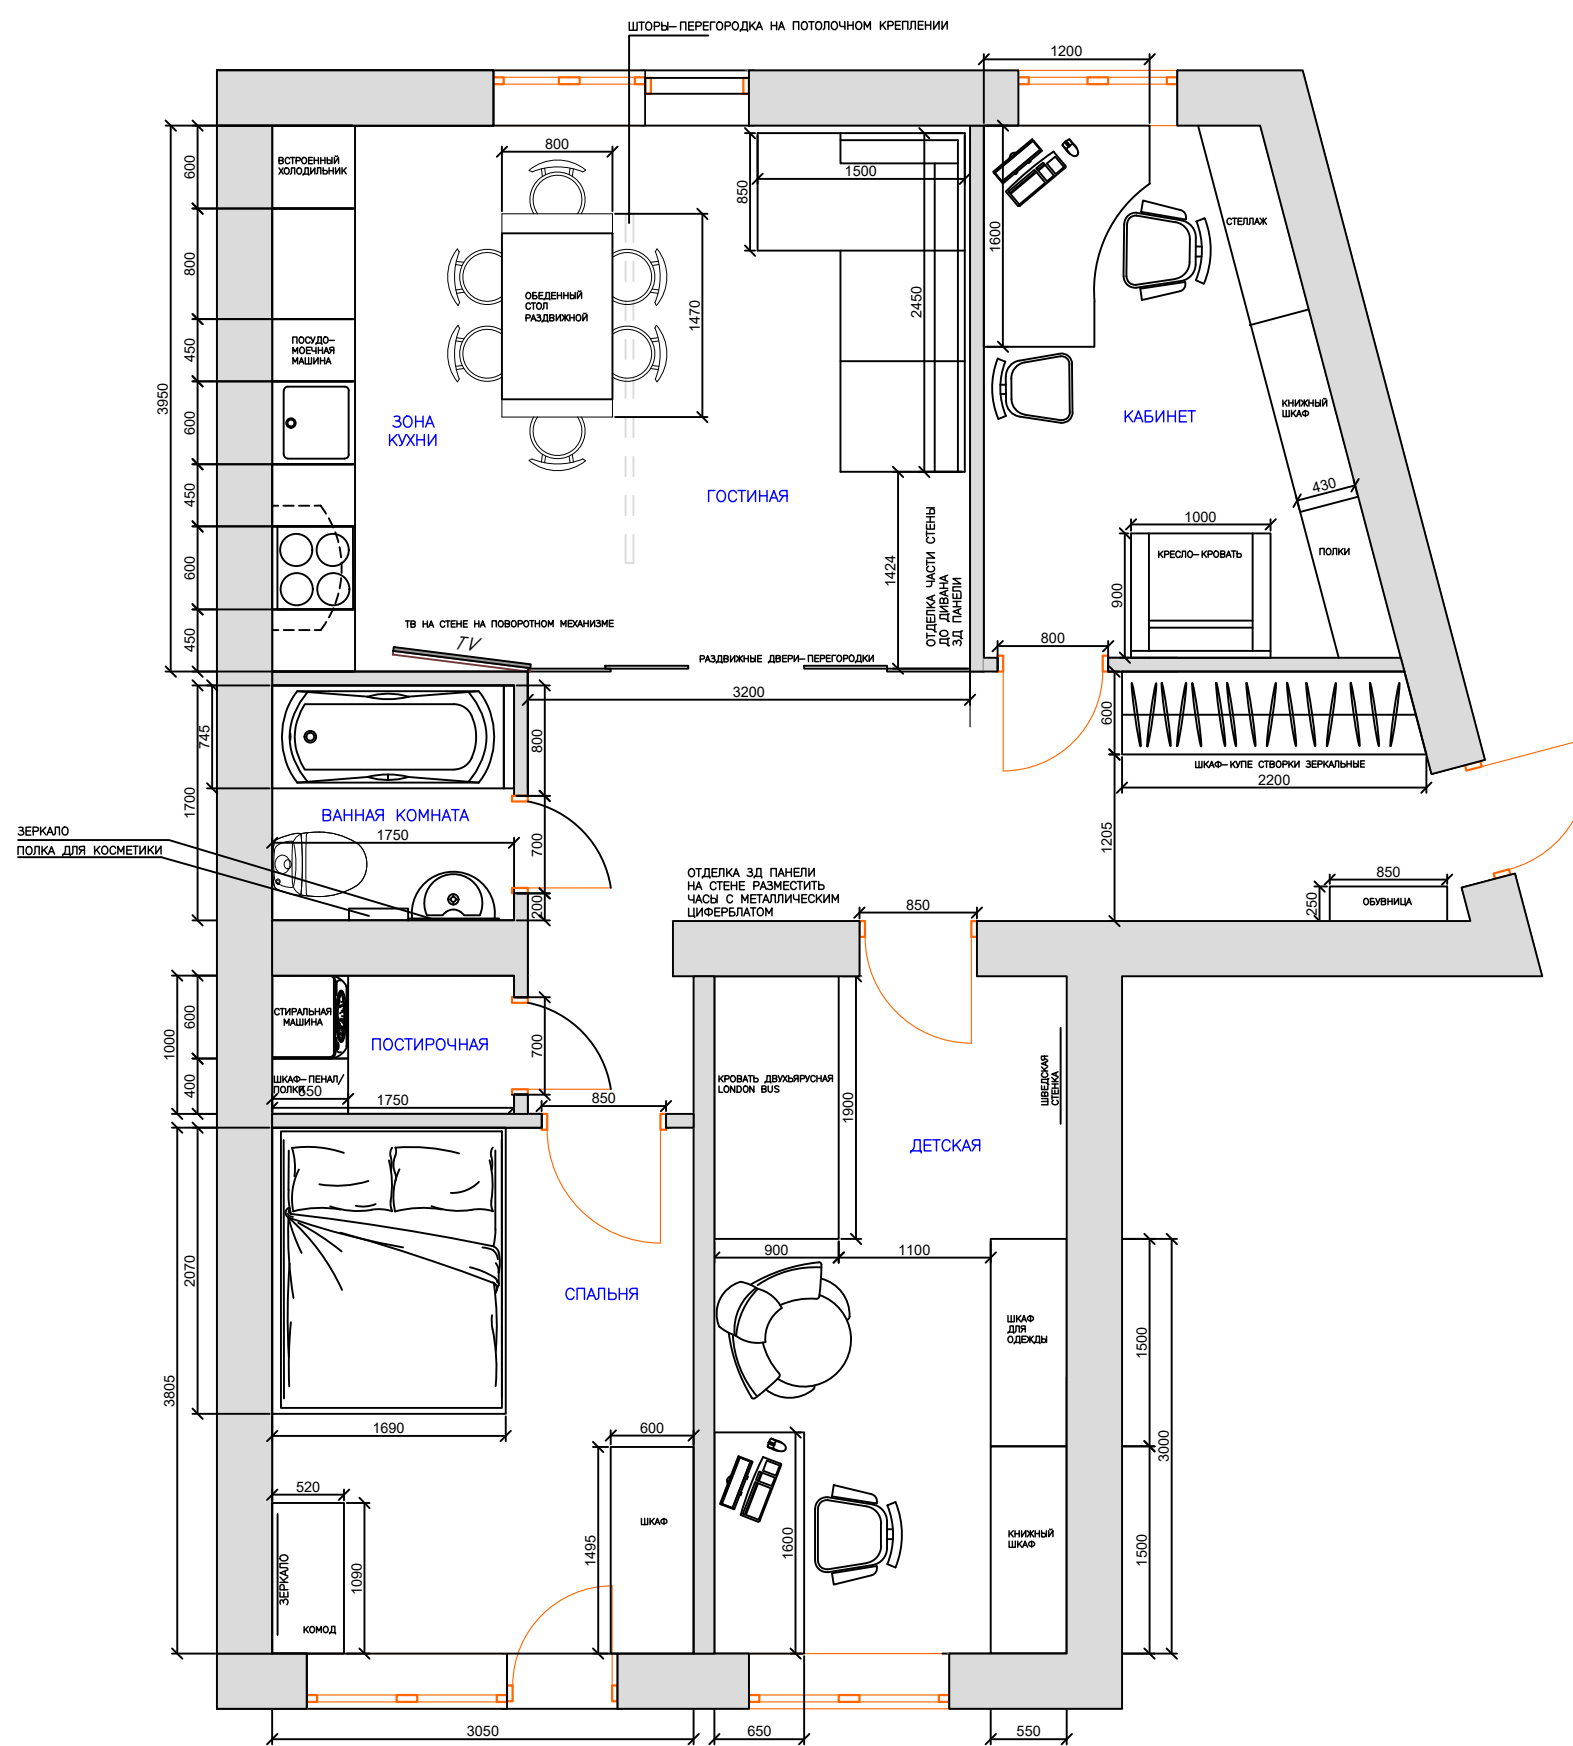 ШТОРЫ-ПЕРЕГОРОДКА НА ПОТОЛОЧНОМ КРЕПЛЕНИИ
1200
600
ВСТРОЕННЫЙ
ХОЛОДИЛЬНИК
800
850
1500
СТЕЛЛАЖ
1600
800
2450
ОБЕДЕННЫЙ
СТОЛ
РАЗДВИЖНОЙ
1470
450
ПОСУДО-
МОЕЧНАЯ
МАШИНА
3950
600
ЗОНА
КУХНИ
КНИЖНЫЙ
ШКАФ
КАБИНЕТ
450
ГОСТИНАЯ
430
1000
600
1424
ОТДЕЛКА ЧАСТИ СТЕНЫ
ДО ДИВАНА
3Д ПАНЕЛИ
КРЕСЛО-КРОВАТЬ
ПОЛКИ
900
450
ТВ НА СТЕНЕ НА ПОВОРОТНОМ МЕХАНИЗМЕ
TV
РАЗДВИЖНЫЕ ДВЕРИ-ПЕРЕГОРОДКИ
800
3200
745
800
600
ШКАФ-КУПЕ СТВОРКИ ЗЕРКАЛЬНЫЕ
2200
1700
ВАННАЯ КОМНАТА
1750
700
1205
ЗЕРКАЛО
ПОЛКА ДЛЯ КОСМЕТИКИ
200
ОТДЕЛКА 3Д ПАНЕЛИ
НА СТЕНЕ РАЗМЕСТИТЬ
ЧАСЫ С МЕТАЛЛИЧЕСКИМ
ЦИФЕРБЛАТОМ
850
850
250
ОБУВНИЦА
1000
600
СТИРАЛЬНАЯ
МАШИНА
ПОСТИРОЧНАЯ
700
400
ШКАФ-ПЕНАЛ/
ПОЛКИ
550
1750
850
КРОВАТЬ ДВУХЬЯРУСНАЯ
LONDON BUS
1900
ШВЕДСКАЯ
СТЕНКА
ДЕТСКАЯ
2070
900
1100
СПАЛЬНЯ
ШКАФ
ДЛЯ
ОДЕЖДЫ
1500
3805
1690
600
3000
520
1090
1495
ШКАФ
1600
КНИЖНЫЙ
ШКАФ
1500
ЗЕРКАЛО
КОМОД
3050
650
550